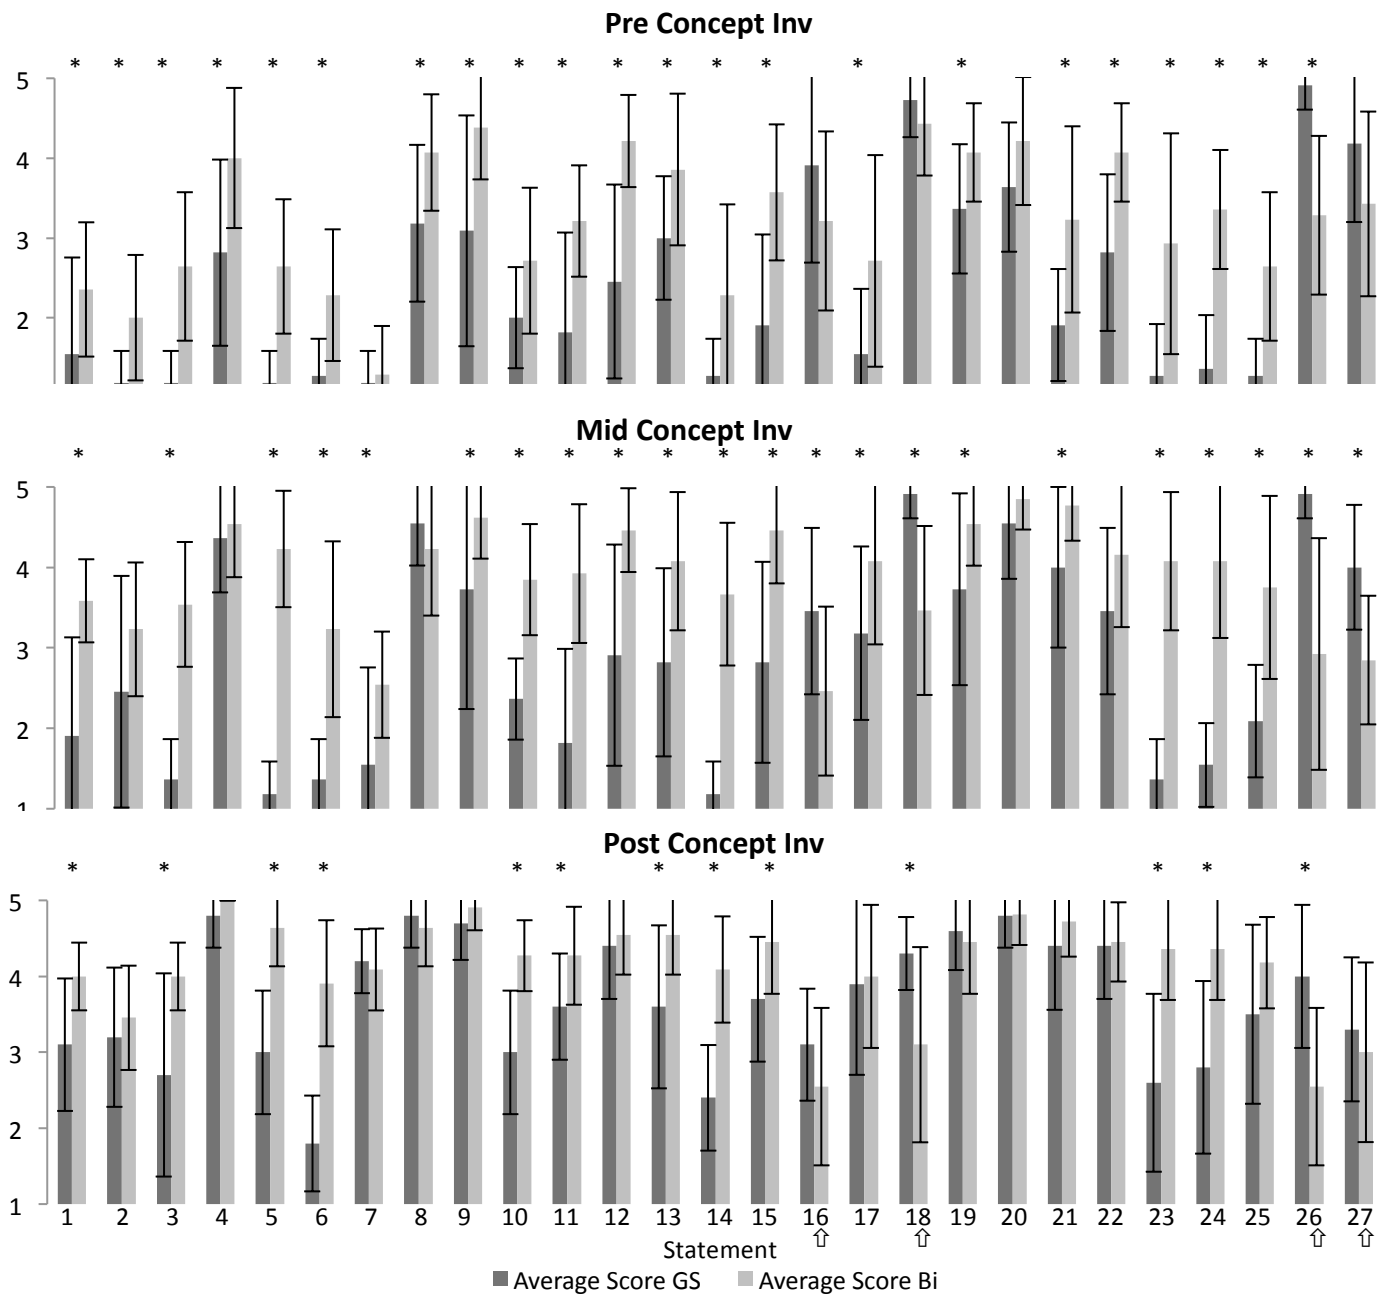 Pre Concept Inv
* * * * * * * * * * * * * * * * * * * * * *
5
4
3
2
Mid Concept Inv
* * * * * * * * * * * * * * * * * * * * * *
5
4
3
2
1
Post Concept Inv
* * * * * * * * * * * * *
5
4
3
2
1
1 2 3 4 5 6 7 8 9 10 11 12 13 14 15 16 17 18 19 20 21 22 23 24 25 26 27
⇧ ⇧ ⇧ ⇧
Statement
Average Score GS Average Score Bi